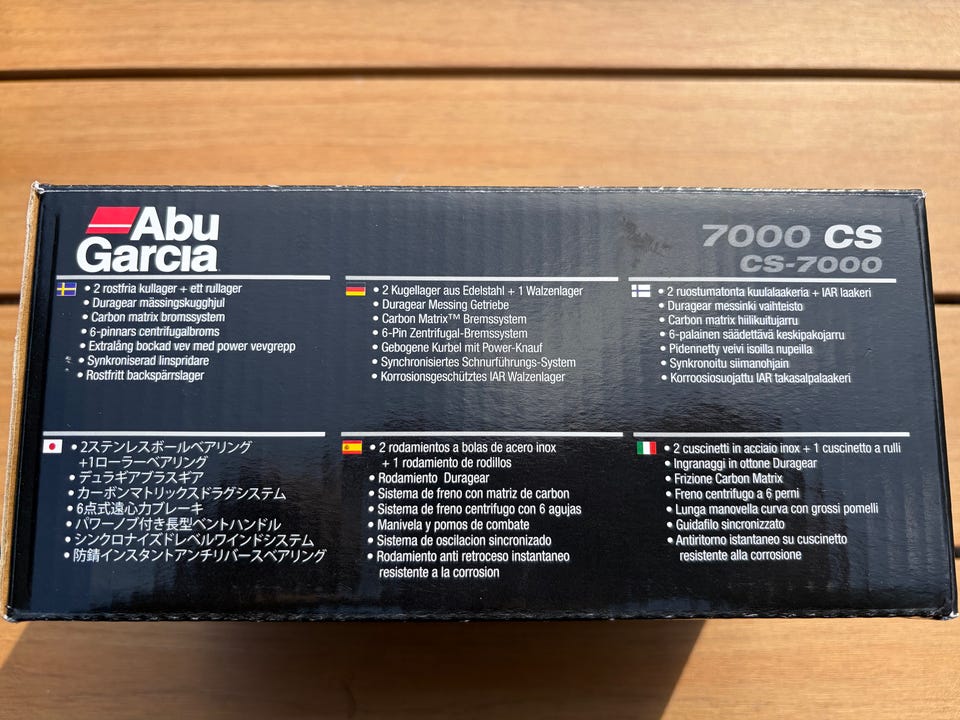 Abu
Garcia
7000 CS
CS-7000
• 2 rostfria kullager + ett rullager
• Duragear mässingskugghjul
• Carbon matrix bromssystem
• 6-pinnars centrifugalbroms
• Extralång bockad vev med power vevgrepp
• Synkroniserad linspridare
• Rostfritt backspärrslager
• 2 Kugellager aus Edelstahl + 1 Walzenlager
• Duragear Messing Getriebe
• Carbon Matrix™ Bremssystem
• 6-Pin Zentrifugal-Bremssystem
• Gebogene Kurbel mit Power-Knauf
• Synchronisiertes Schnurführungs-System
• Korrosionsgeschütztes IAR Walzenlager
• 2 ruostumatonta kuulalaakeria + IAR laakeri
• Duragear messinki vaihteisto
• Carbon matrix hiilikuitujarru
• 6-palainen säädettävä keskipakojarru
• Pidennetty veivi isoilla nupeilla
• Synkronoitu siimanohjain
• Korroosiosuojattu IAR takasalpalaakeri
• 2ステンレスボールベアリング
+1ローラーベアリング
• デュラギアブラスギア
• カーボンマトリックスドラグシステム
• 6点式遠心力ブレーキ
• パワーノブ付き長型ベントハンドル
• シンクロナイズドレベルワインドシステム
• 防錆インスタントアンチリバースベアリング
• 2 rodamientos a bolas de acero inox
+ 1 rodamiento de rodillos
• Rodamiento Duragear
• Sistema de freno con matriz de carbon
• Sistema de freno centrifugo con 6 agujas
• Manivela y pomos de combate
• Sistema de oscilacion sincronizado
• Rodamiento anti retroceso instantaneo
resistente a la corrosion
• 2 cuscinetti in acciaio inox + 1 cuscinetto a rulli
• Ingranaggi in ottone Duragear
• Frizione Carbon Matrix
• Freno centrifugo a 6 perni
• Lunga manovella curva con grossi pomelli
• Guidafilo sincronizzato
• Antiritorno istantaneo su cuscinetto
resistente alla corrosione